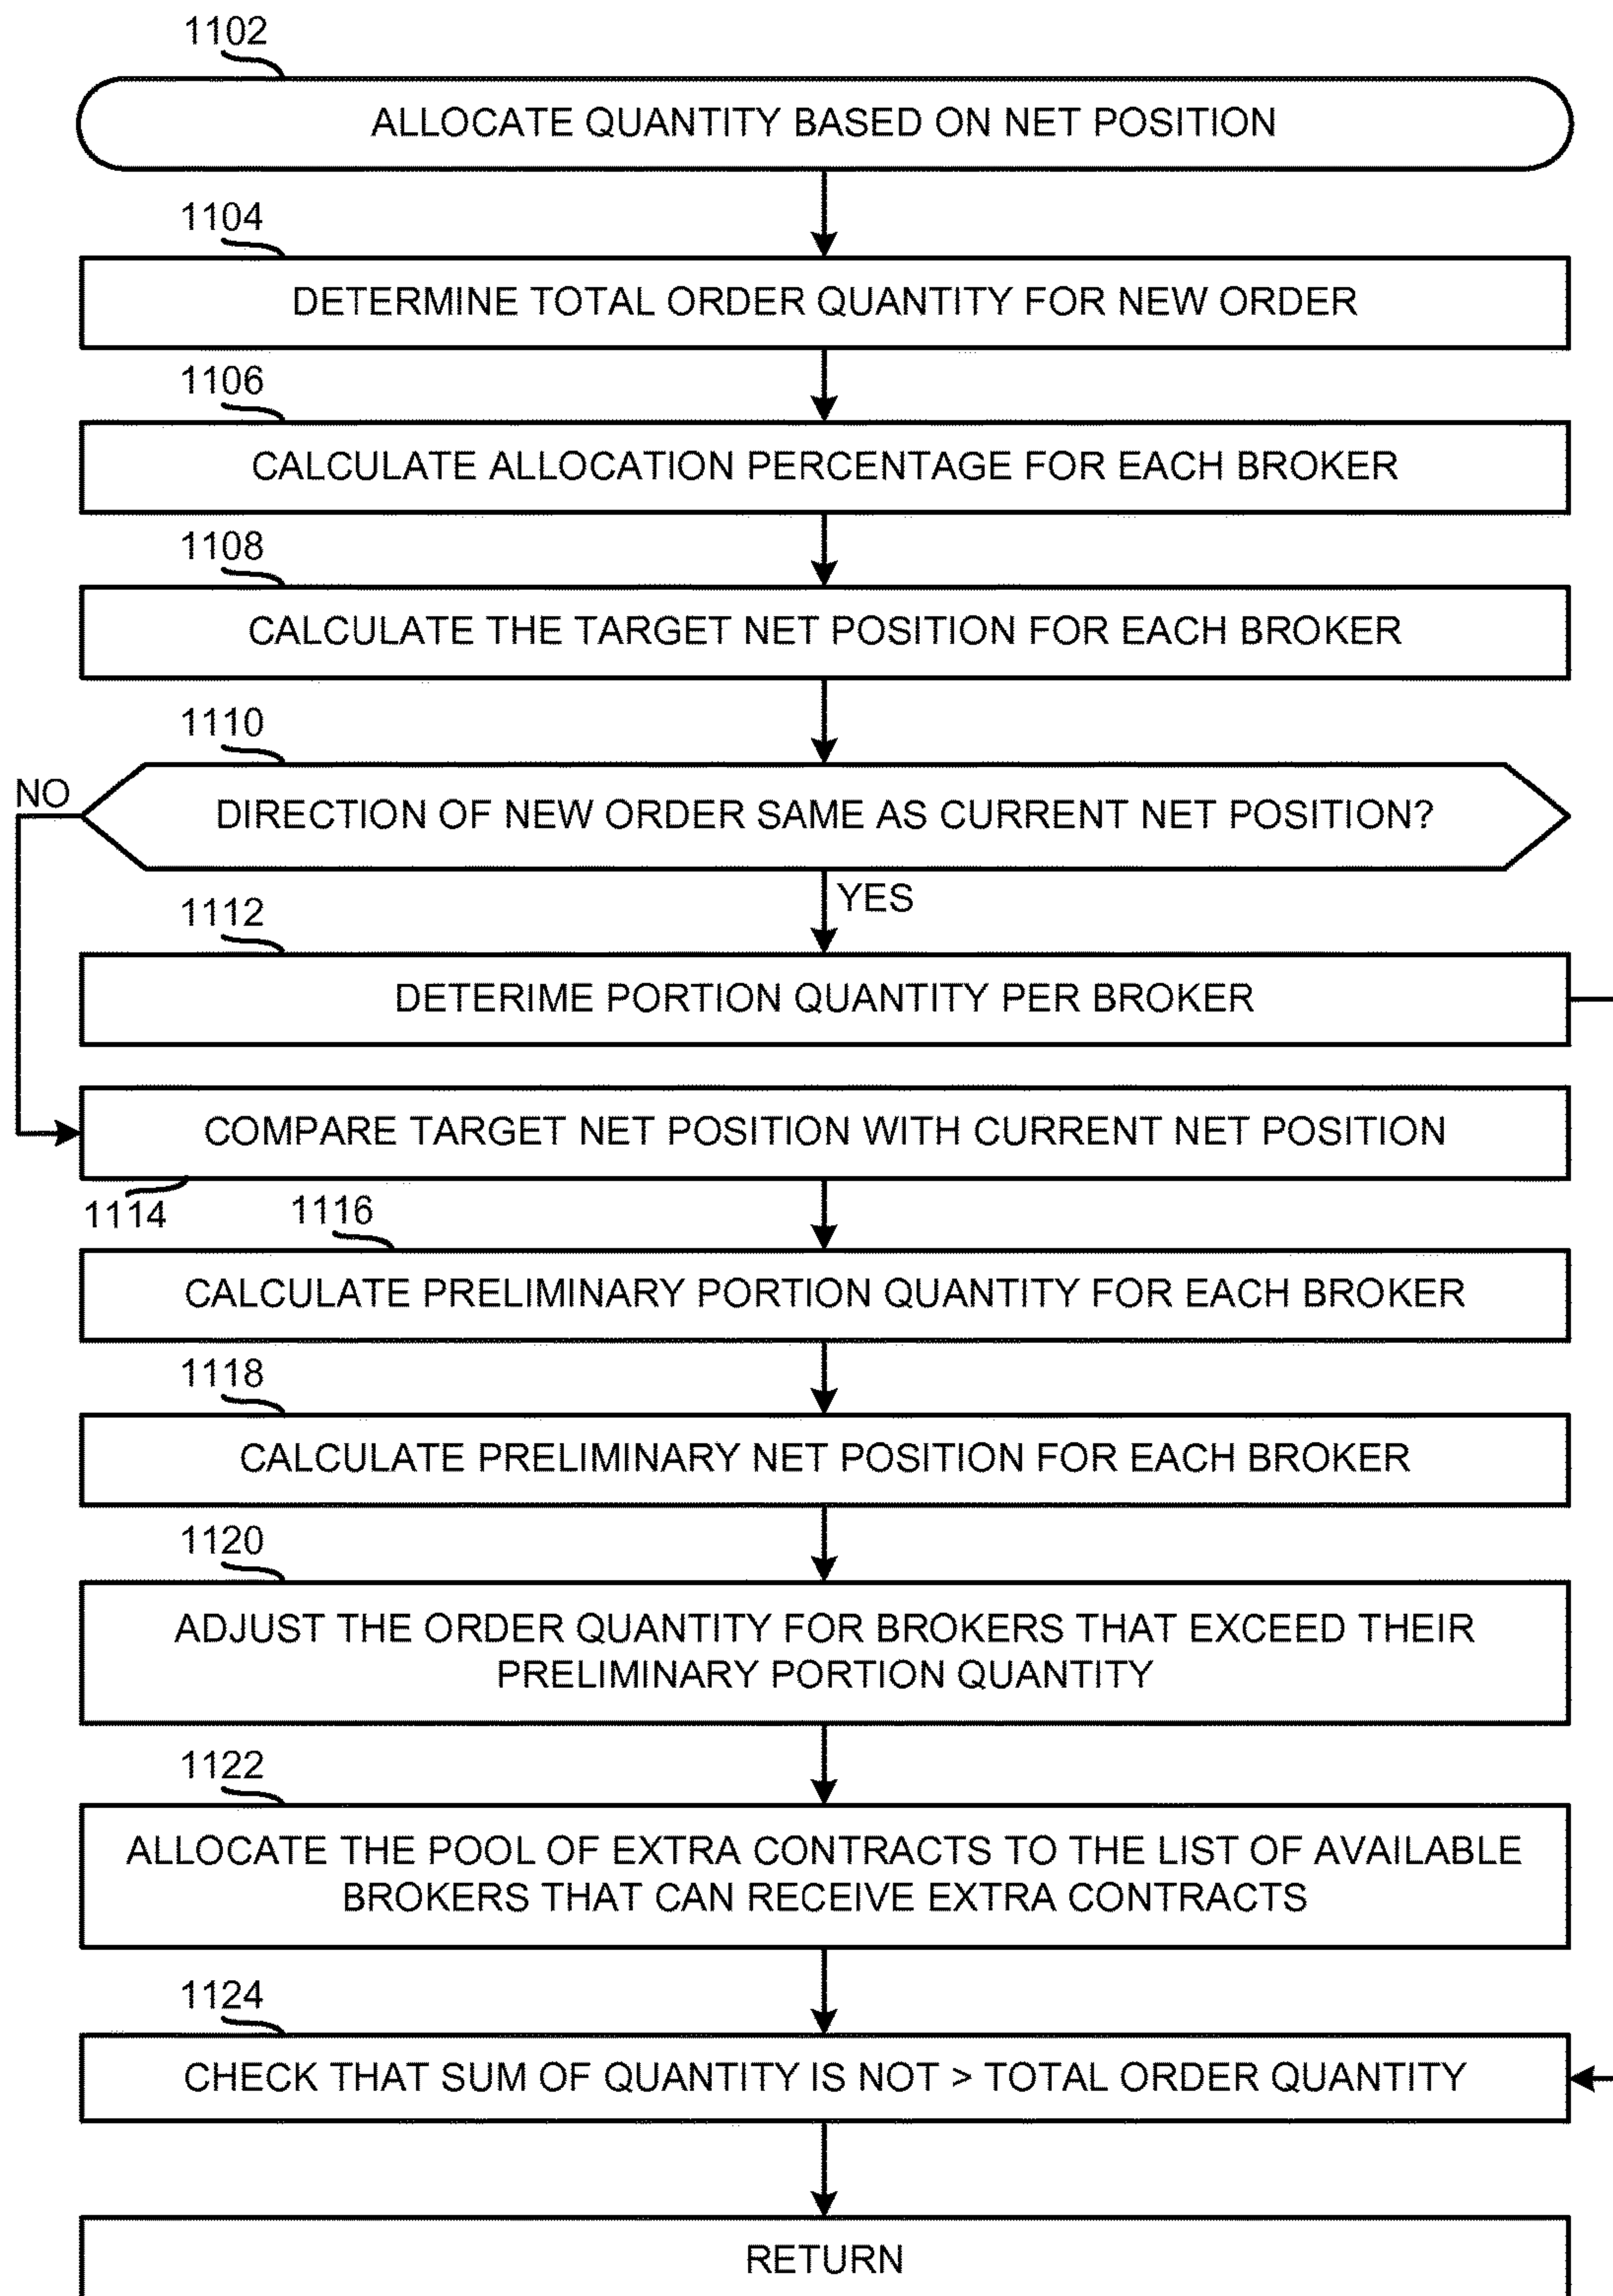 1102
ALLOCATE QUANTITY BASED ON NET POSITION
1104
DETERMINE TOTAL ORDER QUANTITY FOR NEW ORDER
1106
CALCULATE ALLOCATION PERCENTAGE FOR EACH BROKER
1108
CALCULATE THE TARGET NET POSITION FOR EACH BROKER
1110
NO
DIRECTION OF NEW ORDER SAME AS CURRENT NET POSITION?
YES
1112
DETERIME PORTION QUANTITY PER BROKER
COMPARE TARGET NET POSITION WITH CURRENT NET POSITION
1114
1116
CALCULATE PRELIMINARY PORTION QUANTITY FOR EACH BROKER
1118
CALCULATE PRELIMINARY NET POSITION FOR EACH BROKER
1120
ADJUST THE ORDER QUANTITY FOR BROKERS THAT EXCEED THEIR
PRELIMINARY PORTION QUANTITY
1122
ALLOCATE THE POOL OF EXTRA CONTRACTS TO THE LIST OF AVAILABLE
BROKERS THAT CAN RECEIVE EXTRA CONTRACTS
1124
CHECK THAT SUM OF QUANTITY IS NOT > TOTAL ORDER QUANTITY
RETURN